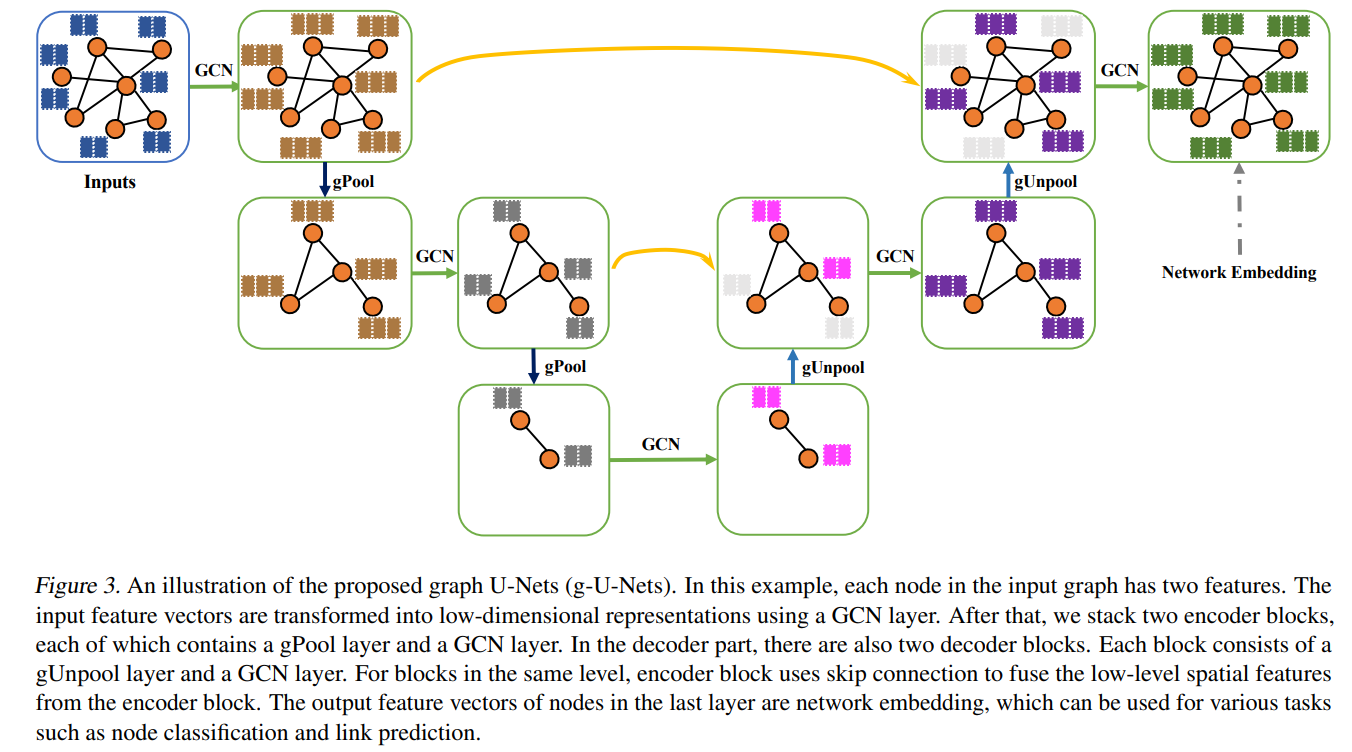 GCN
GCN
Inputs
gPool
gUnpool
GCN
GCN
Network Embedding
gPool
gUnpool
GCN
Figure 3. An illustration of the proposed graph U-Nets (g-U-Nets). In this example, each node in the input graph has two features. The
input feature vectors are transformed into low-dimensional representations using a GCN layer. After that, we stack two encoder blocks,
each of which contains a gPool layer and a GCN layer. In the decoder part, there are also two decoder blocks. Each block consists of a
gUnpool layer and a GCN layer. For blocks in the same level, encoder block uses skip connection to fuse the low-level spatial features
from the encoder block. The output feature vectors of nodes in the last layer are network embedding, which can be used for various tasks
such as node classification and link prediction.